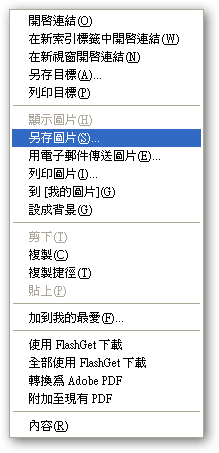 開啓連結(O)
在新索引標籤中開啓連結(W)
在新視窗開啓連結(N)
另存目標(A)...
列印目標(P)
顯示圖片(H)
另存圖片(S)...
用電子郵件傳送圖片(E)...
列印圖片(I)...
到 [我的圖片](G)
設成背景(G)
剪下(T)
複製(C)
複製捷徑(T)
貼上(P)
加到我的最愛(F)...
使用 FlashGet 下載
全部使用 FlashGet 下載
轉換爲 Adobe PDF
附加至現有 PDF
內容(R)